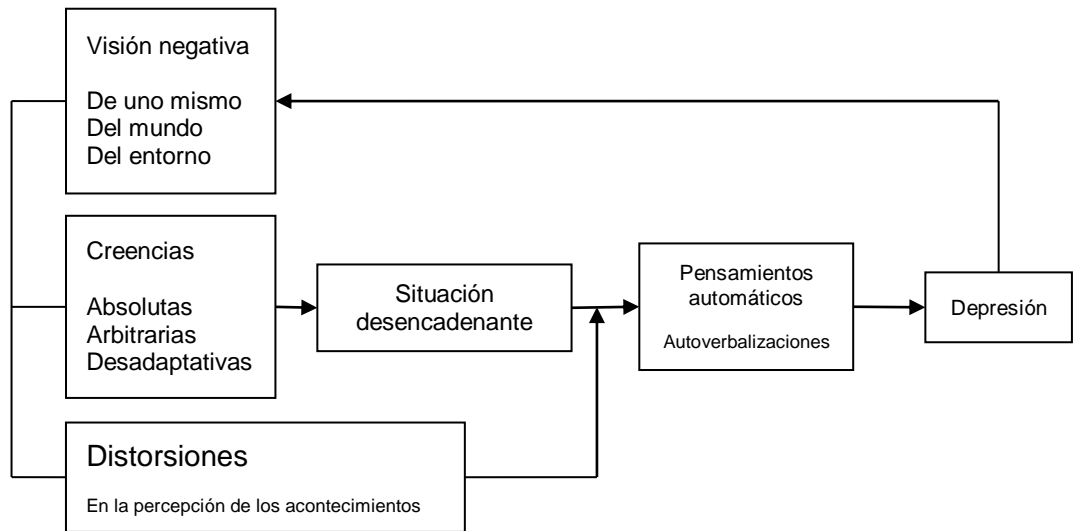 Visión negativa
De uno mismo
Del mundo
Del entorno
Creencias
Absolutas
Arbitrarias
Desadaptativas
Situación
desencadenante
Pensamientos
automáticos
Autoverbalizaciones
Depresión
Distorsiones
En la percepción de los acontecimientos